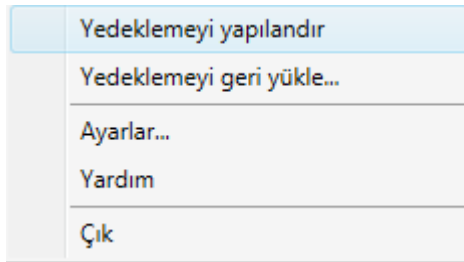 Yedeklemeyi yapılandır
Yedeklemeyi geri yükle...
Ayarlar...
Yardım
Çık